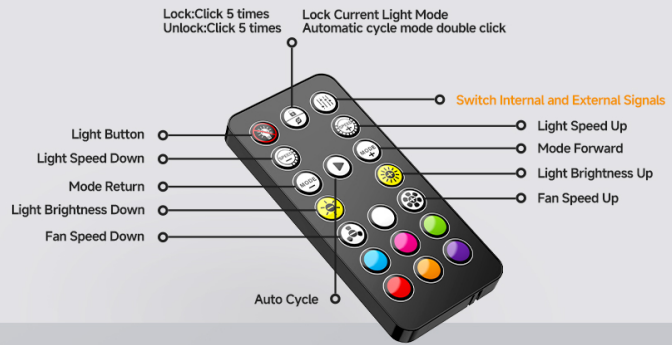 Lock:Click 5 times
Unlock:Click 5 times
Lock Current Light Mode
Automatic cycle mode double click
Switch Internal and External Signals
Light Button
Light Speed Up
Light Speed Down
Mode Forward
Mode Return
Light Brightness Up
Light Brightness Down
Fan Speed Up
Fan Speed Down
Auto Cycle
MODE
+
MODE
-